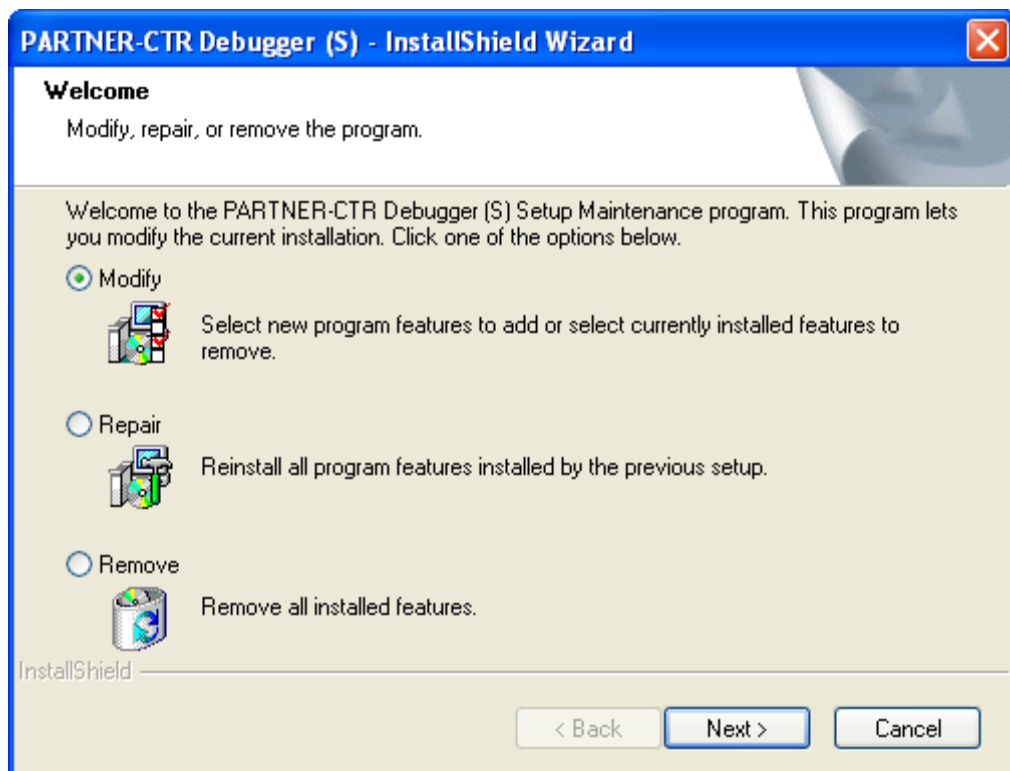 PARTNER-CTR Debugger (S) - InstallShield Wizard
Welcome
Modify, repair, or remove the program.
Welcome to the PARTNER-CTR Debugger (S) Setup Maintenance program. This program lets
you modify the current installation. Click one of the options below.
Modify
Select new program features to add or select currently installed features to
remove.
Repair
Reinstall all program features installed by the previous setup.
Remove
Remove all installed features.
InstallShield
< Back
Next >
Cancel